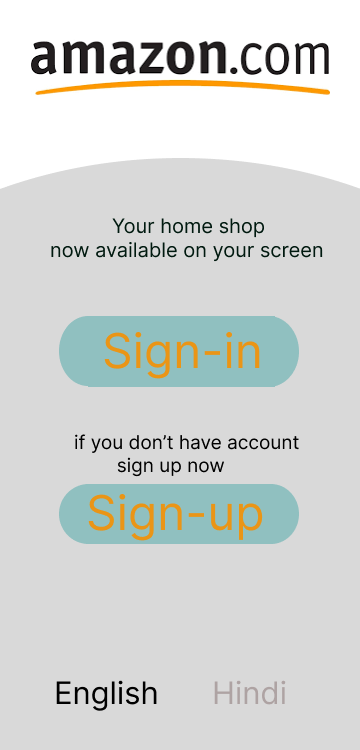 amazon.com
Your home shop
now available on your screen
Sign-in
if you don’t have account
sign up now
Sign-up
English Hindi